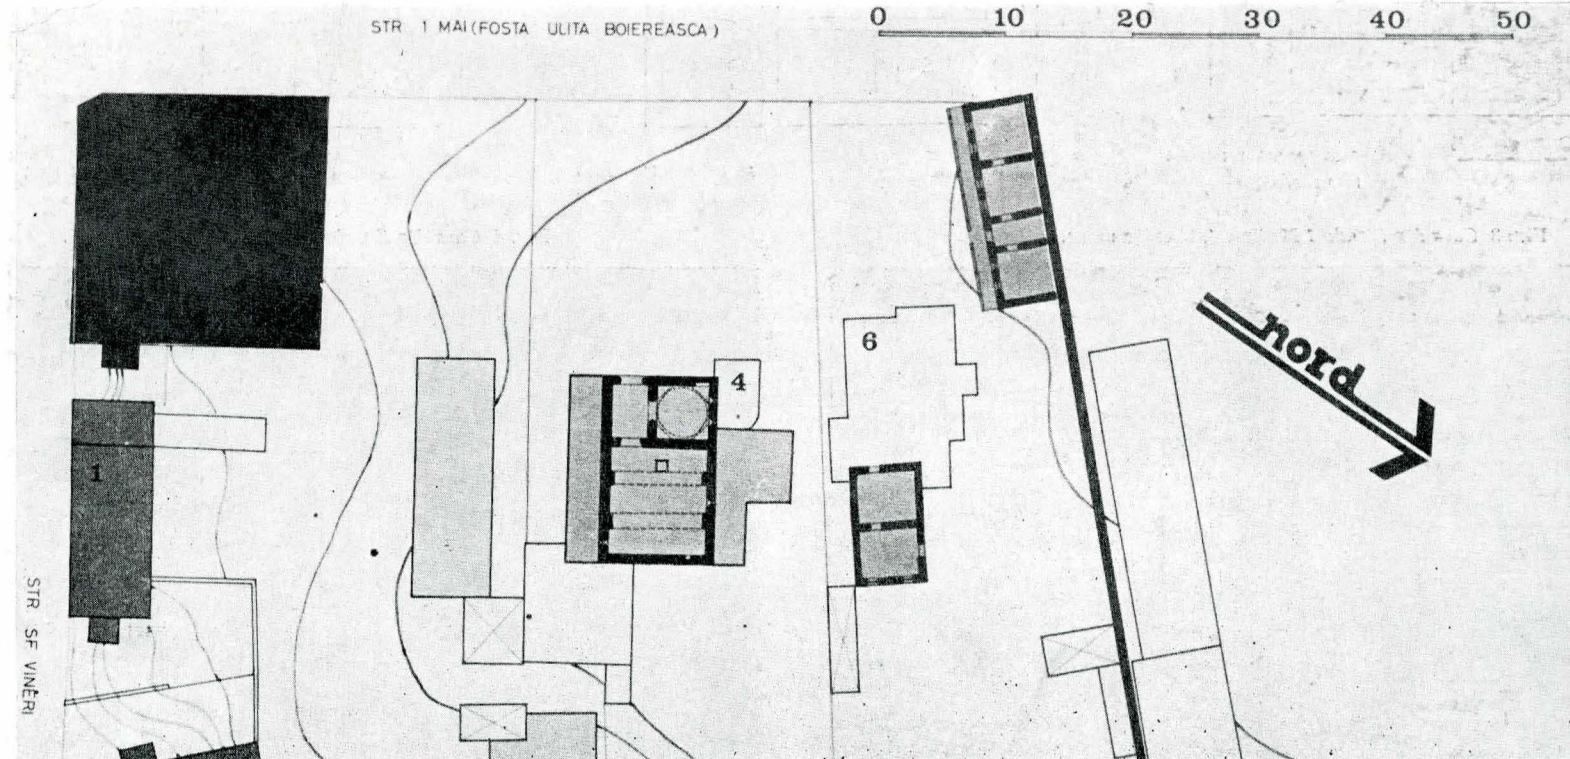 STR 1 MAI (FOSTA ULITA BOIEREASCA)
0 10 20 30 40 50
6
nord
4
1
STR SF VINERI